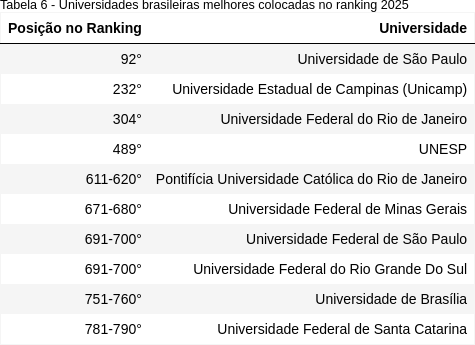 Tabela 6 - Universidades brasileiras melhores colocadas no ranking 2025
Posição no Ranking Universidade
92° Universidade de São Paulo
232° Universidade Estadual de Campinas (Unicamp)
304° Universidade Federal do Rio de Janeiro
489° UNESP
611-620° Pontifícia Universidade Católica do Rio de Janeiro
671-680° Universidade Federal de Minas Gerais
691-700° Universidade Federal de São Paulo
691-700° Universidade Federal do Rio Grande Do Sul
751-760° Universidade de Brasília
781-790° Universidade Federal de Santa Catarina